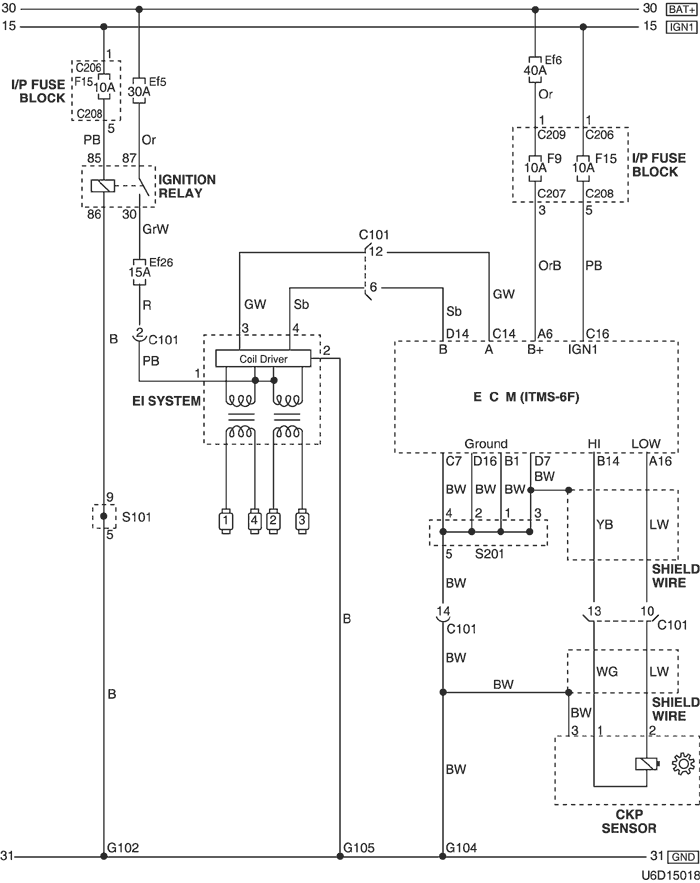 30 30 BAT+
15 15 IGN1
1 Ef6
C206 40A
I/P FUSE BLOCK F15 10A Ef5 30A Or
C208 1 1
5 C209 C206
PB Or F9 F15 I/P FUSE BLOCK
85 87 10A 10A
IGNITION RELAY C207 C208
86 30 3 5
GrW C101
12
Ef26 OrB PB
15A 6
R GW Sb Sb GW
B 2 C101 3 4 D14 C14 A6 C16
PB 2 B A B+ IGN1
Coil Driver
1
EI SYSTEM E C M (ITMS-6F)
Ground HI LOW
C7 D16 B1 D7 B14 A16
BW
BW BW BW
9 4 2 1 3
S101 1 4 2 3 YB LW
5 S201
5
BW SHIELD WIRE
14 13 10
B C101 C101
BW
WG LW
B BW SHIELD WIRE
BW
3 1 2
BW
CKP SENSOR
31 G102 G105 G104 31 GND
U6D15018